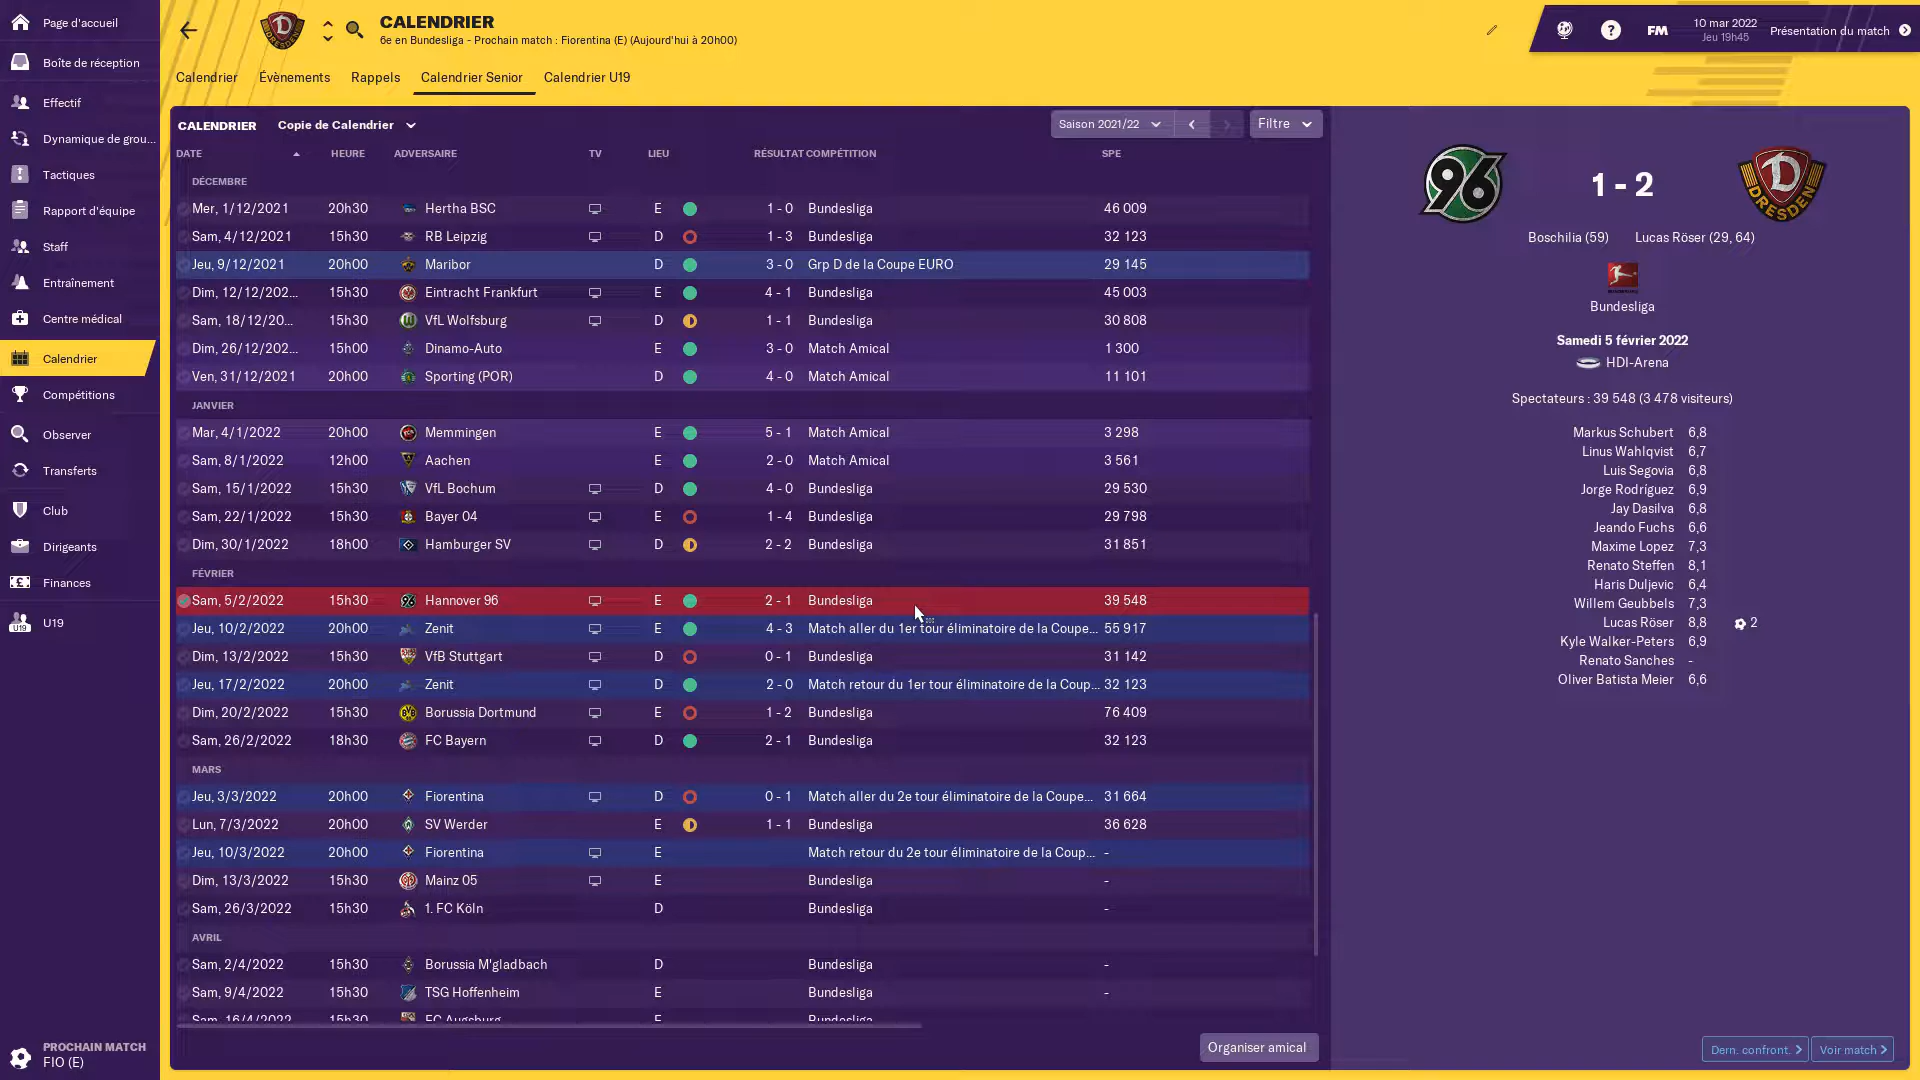 Page d'accueil
Boîte de réception
Effectif
Dynamique de grou...
Tactiques
Rapport d'équipe
Staff
Entraînement
Centre médical
Calendrier
Compétitions
Observer
Transferts
Club
Dirigeants
Finances
U19
U19
PROCHAIN MATCH
FIO (E)
D
DRESDEN
CALENDRIER
6e en Bundesliga - Prochain match : Fiorentina (E) (Aujourd'hui à 20h00)
?
FM
10 mar 2022
Jeu 19h45
Présentation du match
Calendrier Évènements Rappels Calendrier Senior Calendrier U19
CALENDRIER Copie de Calendrier Saison 2021/22 Filtre
DATE HEURE ADVERSAIRE TV LIEU RÉSULTAT COMPÉTITION SPE
DÉCEMBRE
Mer, 1/12/2021 20h30 Hertha BSC E 1 - 0 Bundesliga 46 009
Sam, 4/12/2021 15h30 RB Leipzig D 1 - 3 Bundesliga 32 123
Jeu, 9/12/2021 20h00 Maribor D 3 - 0 Grp D de la Coupe EURO 29 145
Dim, 12/12/202... 15h30 Eintracht Frankfurt E 4 - 1 Bundesliga 45 003
Sam, 18/12/20... 15h30 VfL Wolfsburg D 1 - 1 Bundesliga 30 808
Dim, 26/12/202... 15h00 Dinamo-Auto E 3 - 0 Match Amical 1 300
Ven, 31/12/2021 20h00 Sporting (POR) D 4 - 0 Match Amical 11 101
JANVIER
Mar, 4/1/2022 20h00 Memmingen E 5 - 1 Match Amical 3 298
Sam, 8/1/2022 12h00 Aachen E 2 - 0 Match Amical 3 561
Sam, 15/1/2022 15h30 VfL Bochum D 4 - 0 Bundesliga 29 530
Sam, 22/1/2022 15h30 Bayer 04 E 1 - 4 Bundesliga 29 798
Dim, 30/1/2022 18h00 Hamburger SV D 2 - 2 Bundesliga 31 851
FÉVRIER
Sam, 5/2/2022 15h30 Hannover 96 E 2 - 1 Bundesliga 39 548
Jeu, 10/2/2022 20h00 Zenit E 4 - 3 Match aller du 1er tour éliminatoire de la Coupe... 55 917
Dim, 13/2/2022 15h30 VfB Stuttgart D 0 - 1 Bundesliga 31 142
Jeu, 17/2/2022 20h00 Zenit D 2 - 0 Match retour du 1er tour éliminatoire de la Coup... 32 123
Dim, 20/2/2022 15h30 Borussia Dortmund E 1 - 2 Bundesliga 76 409
Sam, 26/2/2022 18h30 FC Bayern D 2 - 1 Bundesliga 32 123
MARS
Jeu, 3/3/2022 20h00 Fiorentina D 0 - 1 Match aller du 2e tour éliminatoire de la Coupe... 31 664
Lun, 7/3/2022 20h00 SV Werder E 1 - 1 Bundesliga 36 628
Jeu, 10/3/2022 20h00 Fiorentina E Match retour du 2e tour éliminatoire de la Coup... -
Dim, 13/3/2022 15h30 Mainz 05 E Bundesliga -
Sam, 26/3/2022 15h30 1. FC Köln D Bundesliga -
AVRIL
Sam, 2/4/2022 15h30 Borussia M'gladbach D Bundesliga -
Sam, 9/4/2022 15h30 TSG Hoffenheim E Bundesliga -
Sam, 16/4/2022 15h30 FC Augsburg E Bundesliga
Organiser amical
96 1 - 2 D DRESDEN
Boschilia (59) Lucas Röser (29, 64)
Bundesliga
Samedi 5 février 2022
HDI-Arena
Spectateurs : 39 548 (3 478 visiteurs)
Markus Schubert 6,8
Linus Wahlqvist 6,7
Luis Segovia 6,8
Jorge Rodríguez 6,9
Jay Dasilva 6,8
Jeando Fuchs 6,6
Maxime Lopez 7,3
Renato Steffen 8,1
Haris Duljevic 6,4
Willem Geubbels 7,3
Lucas Röser 8,8 2
Kyle Walker-Peters 6,9
Renato Sanches -
Oliver Batista Meier 6,6
Dern. confront. Voir match